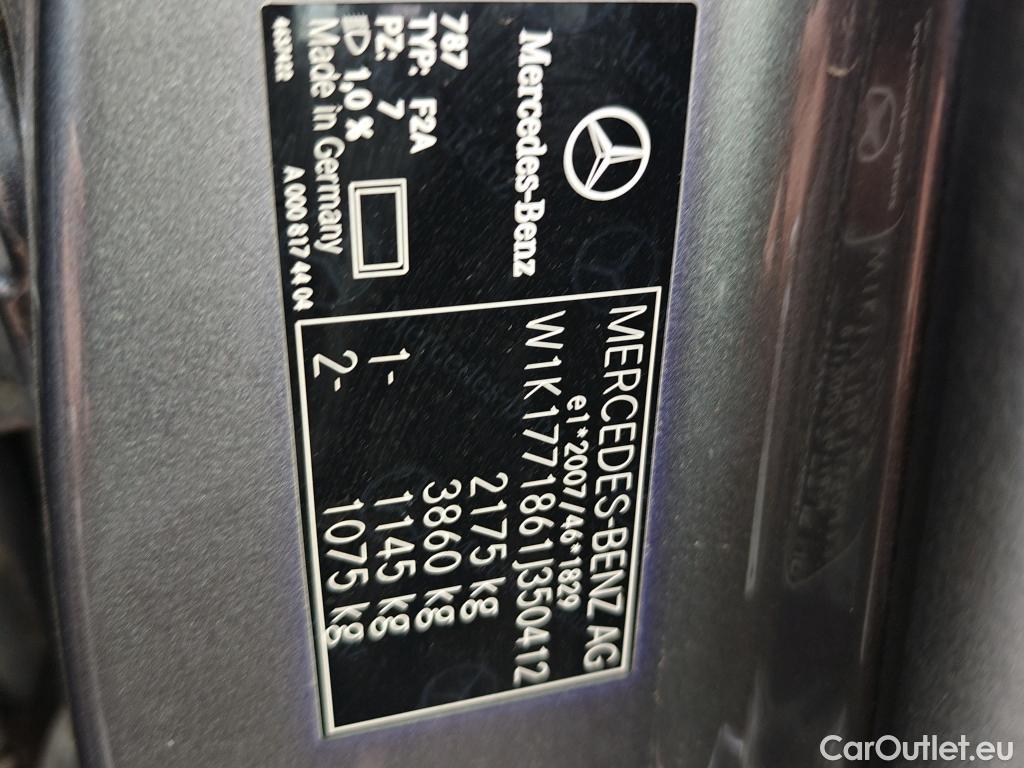 Mercedes-Benz
787
TYP: F2A
PZ: 7
1,0 %
Made in Germany
A 000 817 44 04
MERCEDES-BENZ AG
e1*2007/46*1829
W1K1771861J350412
2175 kg
3860 kg
1- 1145 kg
2- 1075 kg
CarOutlet.eu